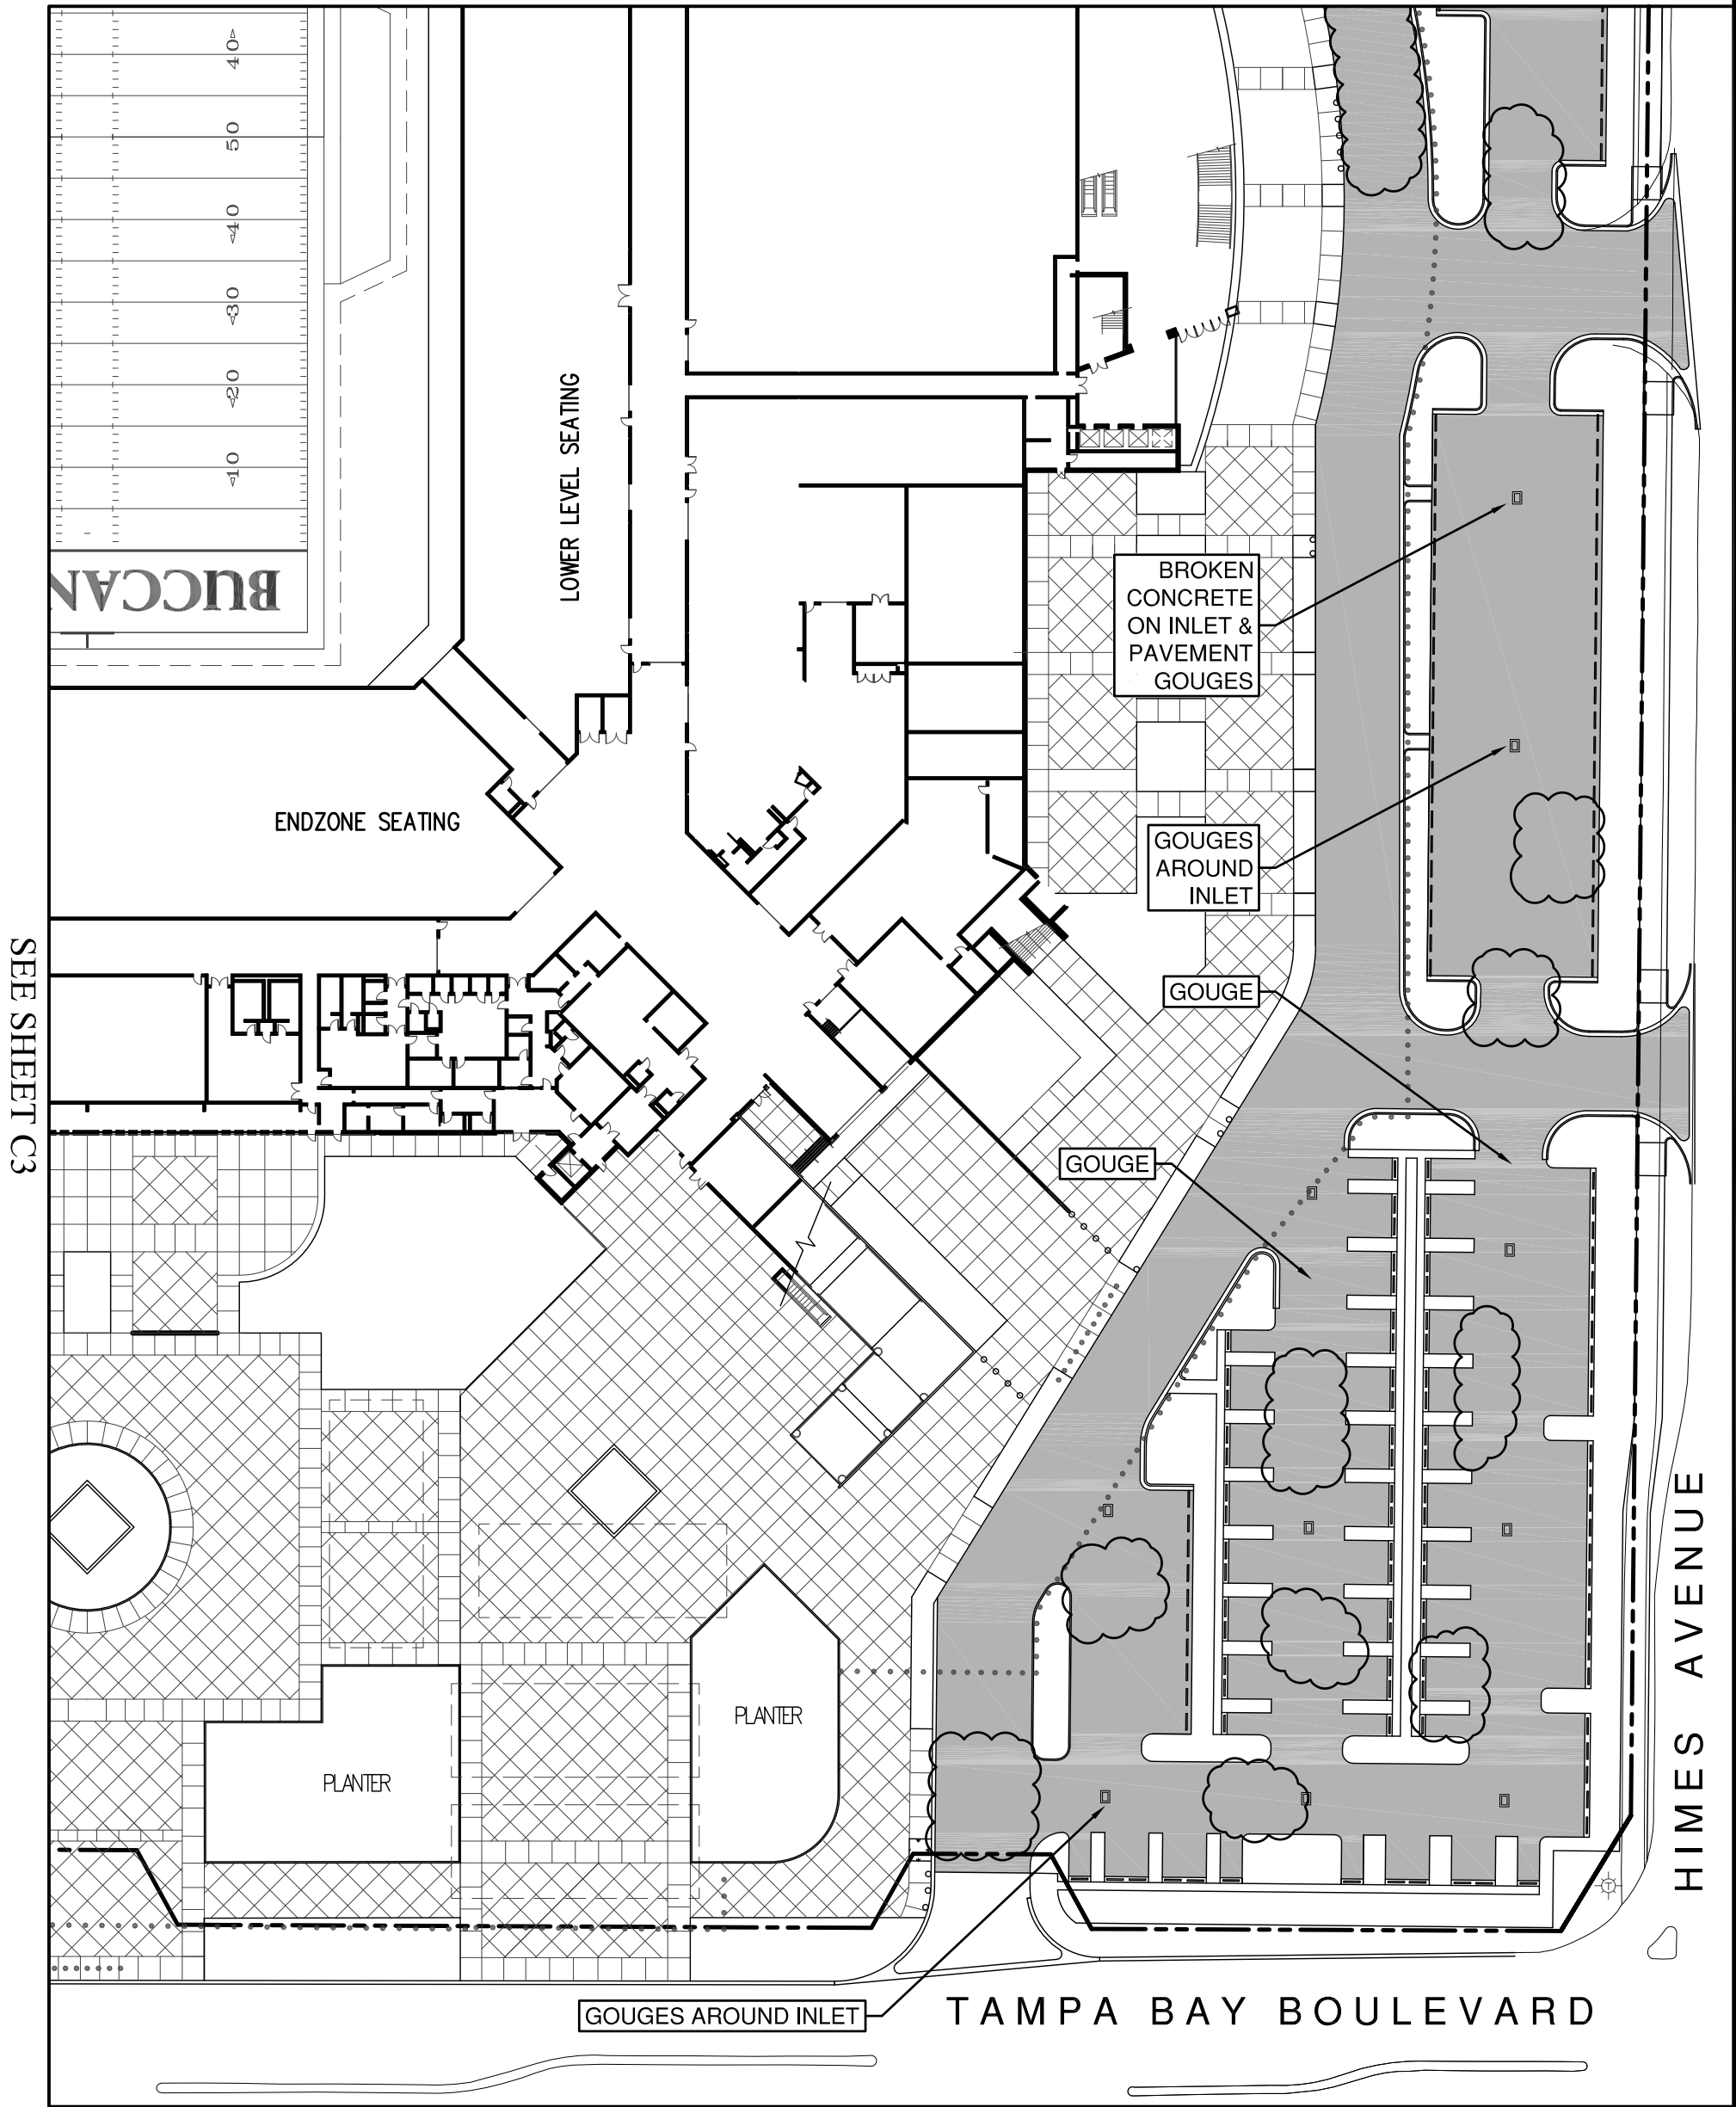 40
50
40
30
20
10
BUCCAN
LOWER LEVEL SEATING
ENDZONE SEATING
BROKEN
CONCRETE
ON INLET &
PAVEMENT
GOUGES
GOUGES
AROUND
INLET
GOUGE
GOUGE
SEE SHEET C3
HIMES AVENUE
PLANTER
PLANTER
GOUGES AROUND INLET
TAMPA BAY BOULEVARD